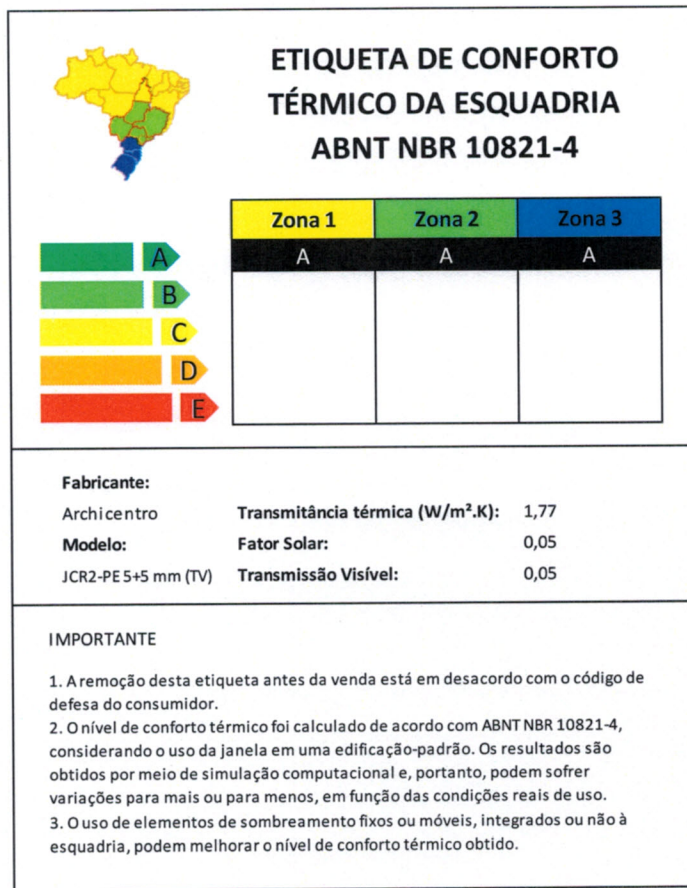 ETIQUETA DE CONFORTO
TÉRMICO DA ESQUADRIA
ABNT NBR 10821-4
Zona 1 Zona 2 Zona 3
A A A A
B
C
D
E
Fabricante:
Archicentro Transmitância térmica (W/m².K): 1,77
Modelo: Fator Solar: 0,05
JCR2-PE 5+5 mm (TV) Transmissão Visível: 0,05
IMPORTANTE
1. A remoção desta etiqueta antes da venda está em desacordo com o código de
defesa do consumidor.
2. O nível de conforto térmico foi calculado de acordo com ABNT NBR 10821-4,
considerando o uso da janela em uma edificação-padrão. Os resultados são
obtidos por meio de simulação computacional e, portanto, podem sofrer
variações para mais ou para menos, em função das condições reais de uso.
3. O uso de elementos de sombreamento fixos ou móveis, integrados ou não à
esquadria, podem melhorar o nível de conforto térmico obtido.